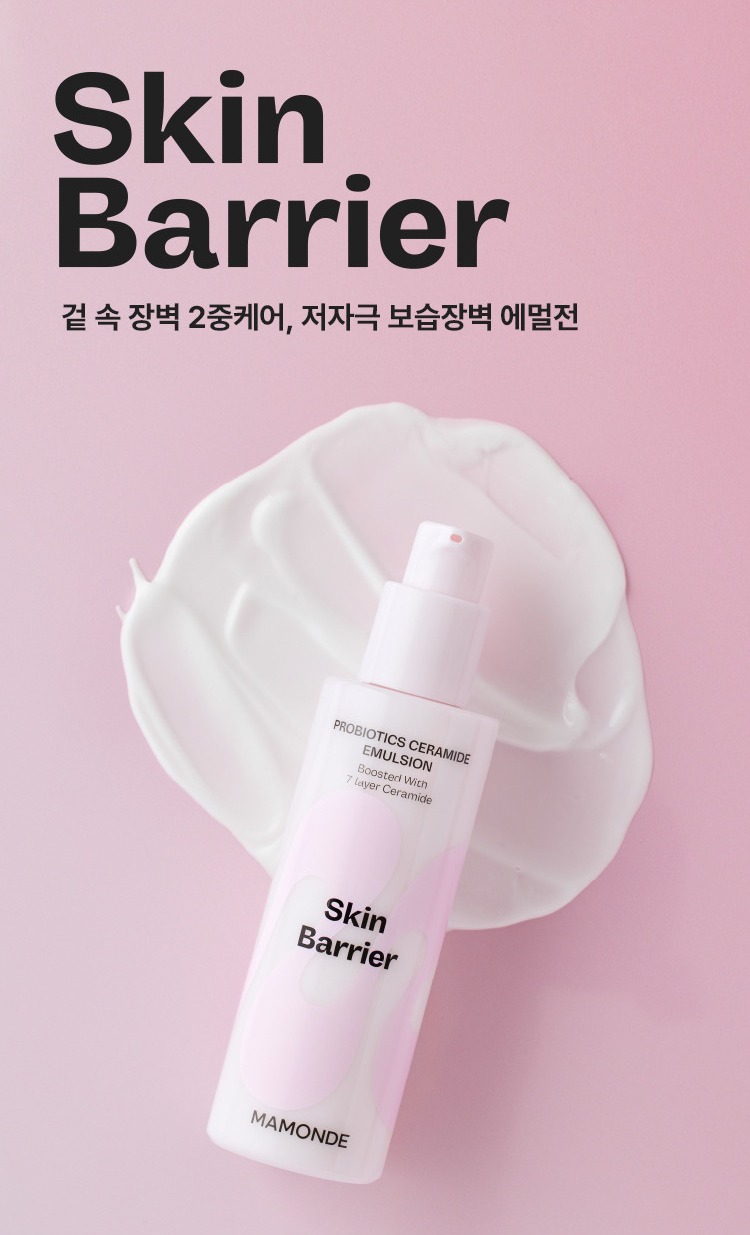 Skin
Barrier
겉 속 장벽 2중케어, 저자극 보습장벽 에멀전
PROBIOTICS CERAMIDE
EMULSION
Boosted With
7 Layer Ceramide
Skin
Barrier
MAMONDE